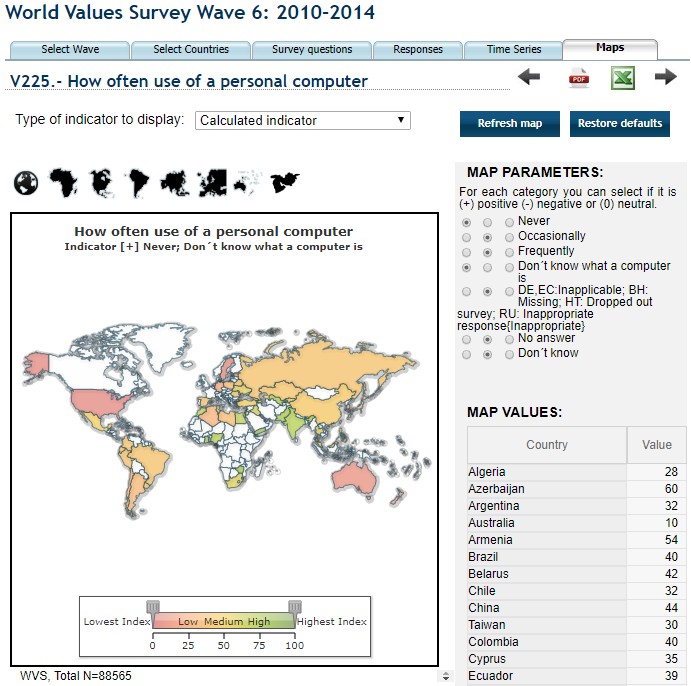 World Values Survey Wave 6: 2010-2014
Select Wave
Select Countries
Survey questions
Responses
Time Series
Maps
V225.- How often use of a personal computer
PDF
Type of indicator to display:
Calculated indicator
Refresh map
Restore defaults
How often use of a personal computer
Indicator [+] Never; Don´t know what a computer is
Lowest Index
Low Medium High
Highest Index
0 25 50 75 100
WVS, Total N=88565
MAP PARAMETERS:
For each category you can select if it is
(+) positive (-) negative or (0) neutral.
Never
Occasionally
Frequently
Don´t know what a computer
is
DE,EC:Inapplicable; BH:
Missing; HT: Dropped out
survey; RU: Inappropriate
response{Inappropriate}
No answer
Don´t know
MAP VALUES:
Country Value
Algeria 28
Azerbaijan 60
Argentina 32
Australia 10
Armenia 54
Brazil 40
Belarus 42
Chile 32
China 44
Taiwan 30
Colombia 40
Cyprus 35
Ecuador 39